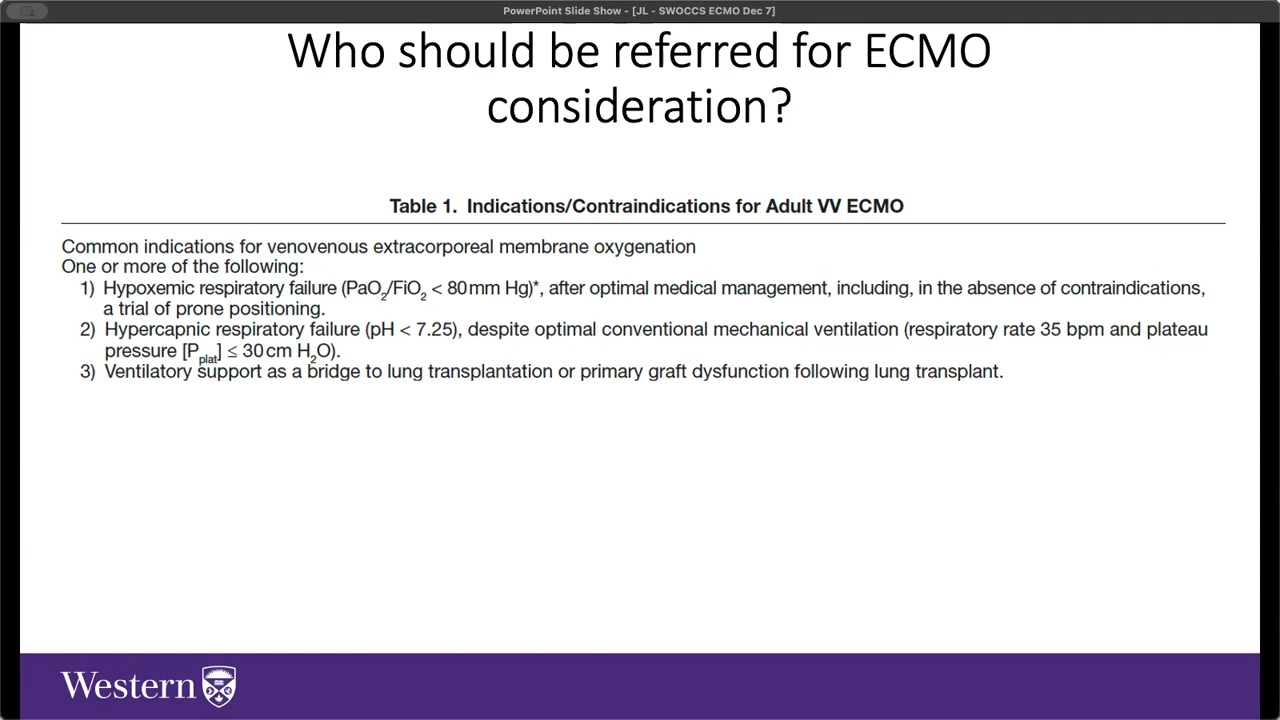 PowerPoint Slide Show - [JL - SWOCCS ECMO Dec 7]
Who should be referred for ECMO
consideration?
Table 1. Indications/Contraindications for Adult VV ECMO
Common indications for venovenous extracorporeal membrane oxygenation
One or more of the following:
1) Hypoxemic respiratory failure (PaO2/FiO2 < 80 mm Hg)*, after optimal medical management, including, in the absence of contraindications,
a trial of prone positioning.
2) Hypercapnic respiratory failure (pH < 7.25), despite optimal conventional mechanical ventilation (respiratory rate 35 bpm and plateau
pressure [Pplat] ≤ 30 cm H2O).
3) Ventilatory support as a bridge to lung transplantation or primary graft dysfunction following lung transplant.
Western